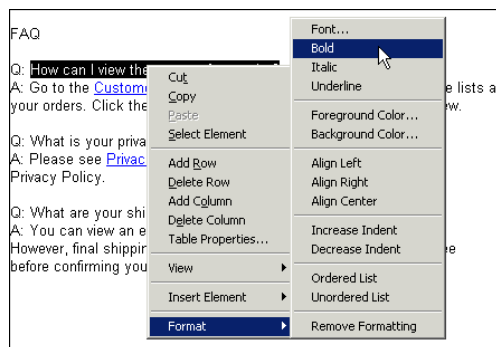 FAQ
Q: How can I view the
A: Go to the Custom
e lists a
your orders. Click the
w.
Q: What is your priva
A: Please see Privac
Privacy Policy.
Q: What are your shi
A: You can view an e
However, final shippin
ee
before confirming you
Cut
Copy
Paste
Select Element
Add Row
Delete Row
Add Column
Delete Column
Table Properties...
View
Insert Element
Format
Font...
Bold
Italic
Underline
Foreground Color...
Background Color...
Align Left
Align Right
Align Center
Increase Indent
Decrease Indent
Ordered List
Unordered List
Remove Formatting